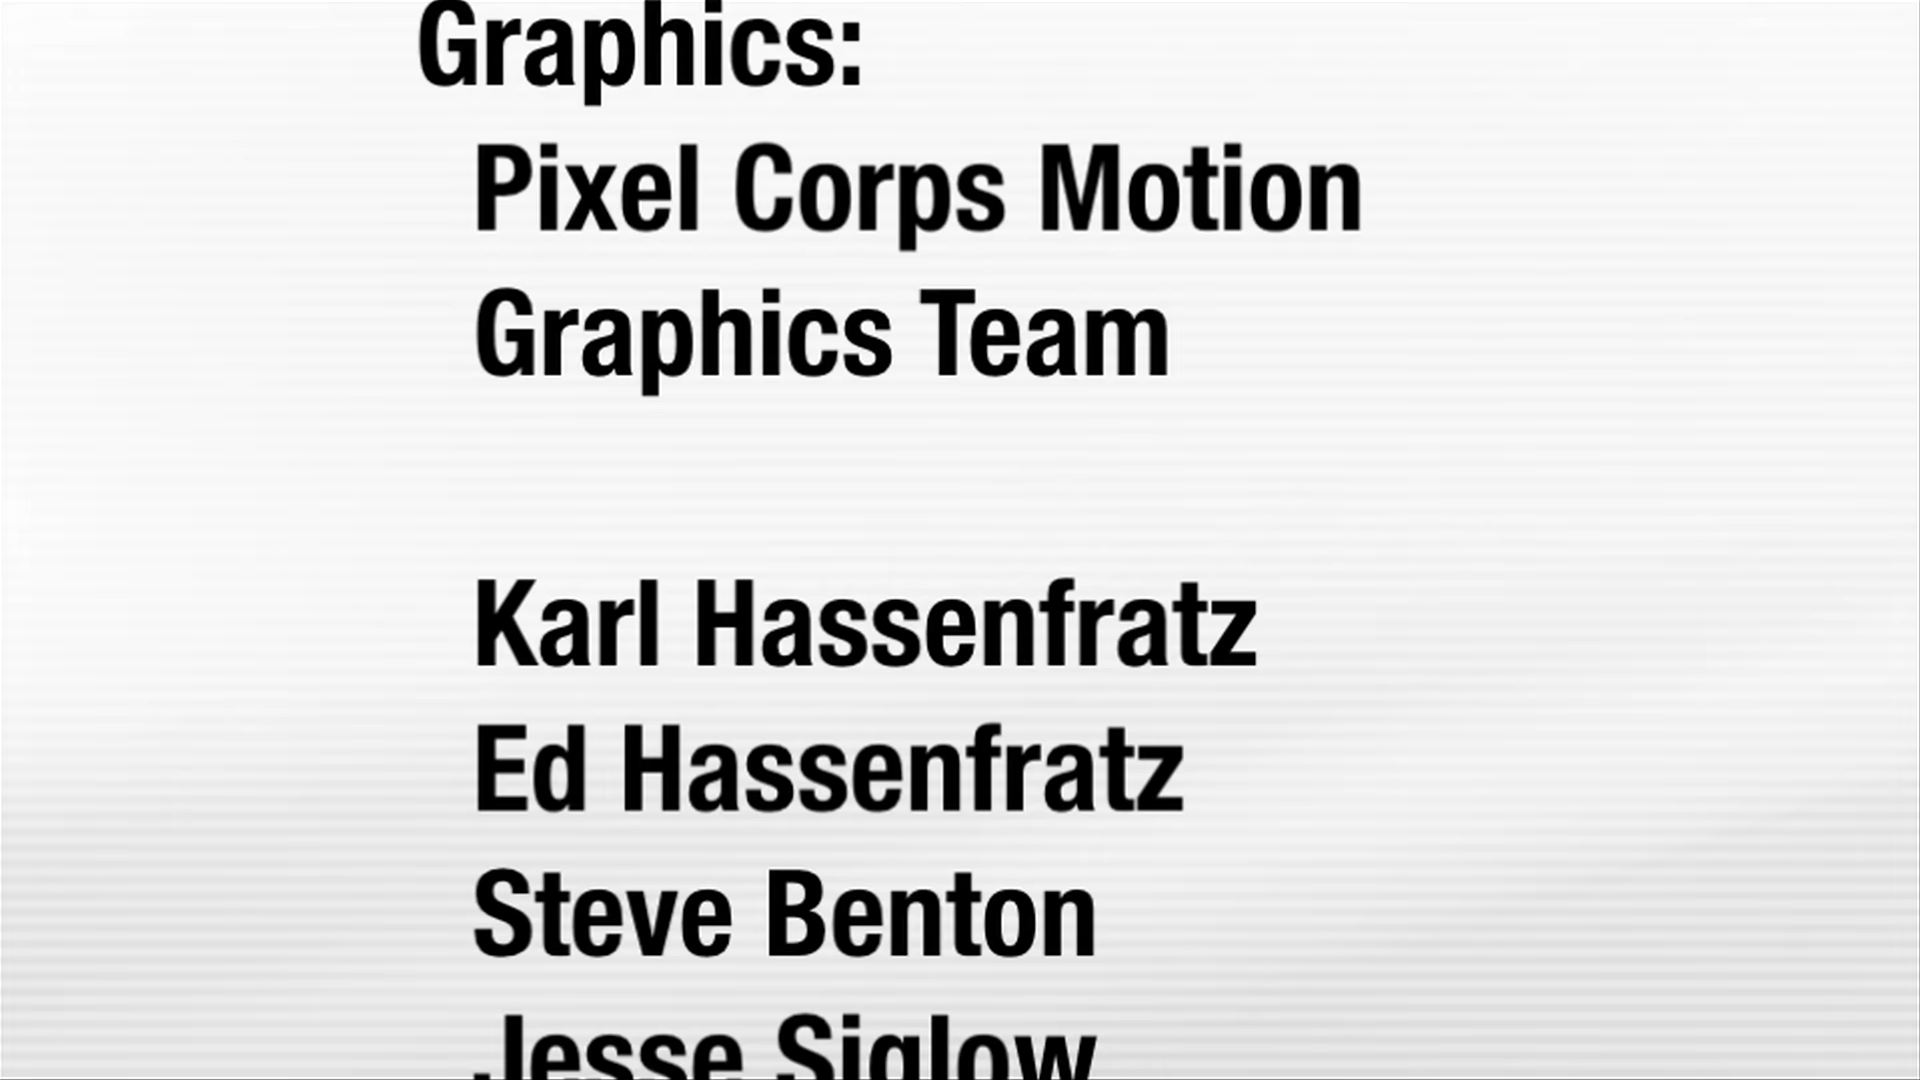 Graphics:
Pixel Corps Motion
Graphics Team
Karl Hassenfratz
Ed Hassenfratz
Steve Benton
Jesse Siglow